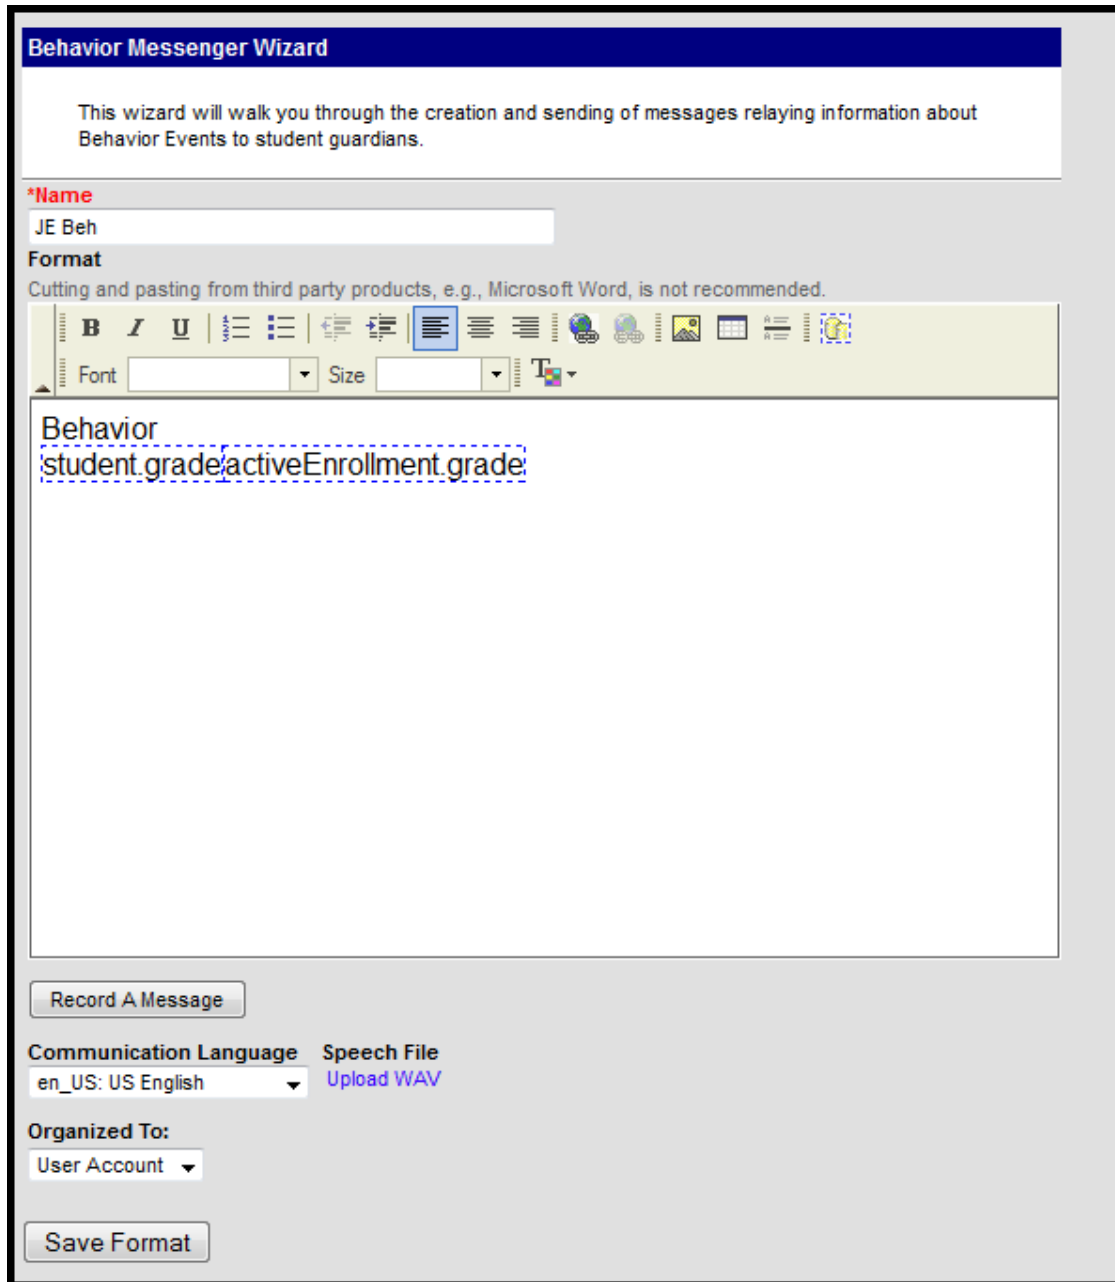 Behavior Messenger Wizard
This wizard will walk you through the creation and sending of messages relaying information about
Behavior Events to student guardians.
*Name
JE Beh
Format
Cutting and pasting from third party products, e.g., Microsoft Word, is not recommended.
B I U
Font Size T
Behavior
student.grade activeEnrollment.grade
Record A Message
Communication Language Speech File
en_US: US English Upload WAV
Organized To:
User Account
Save Format